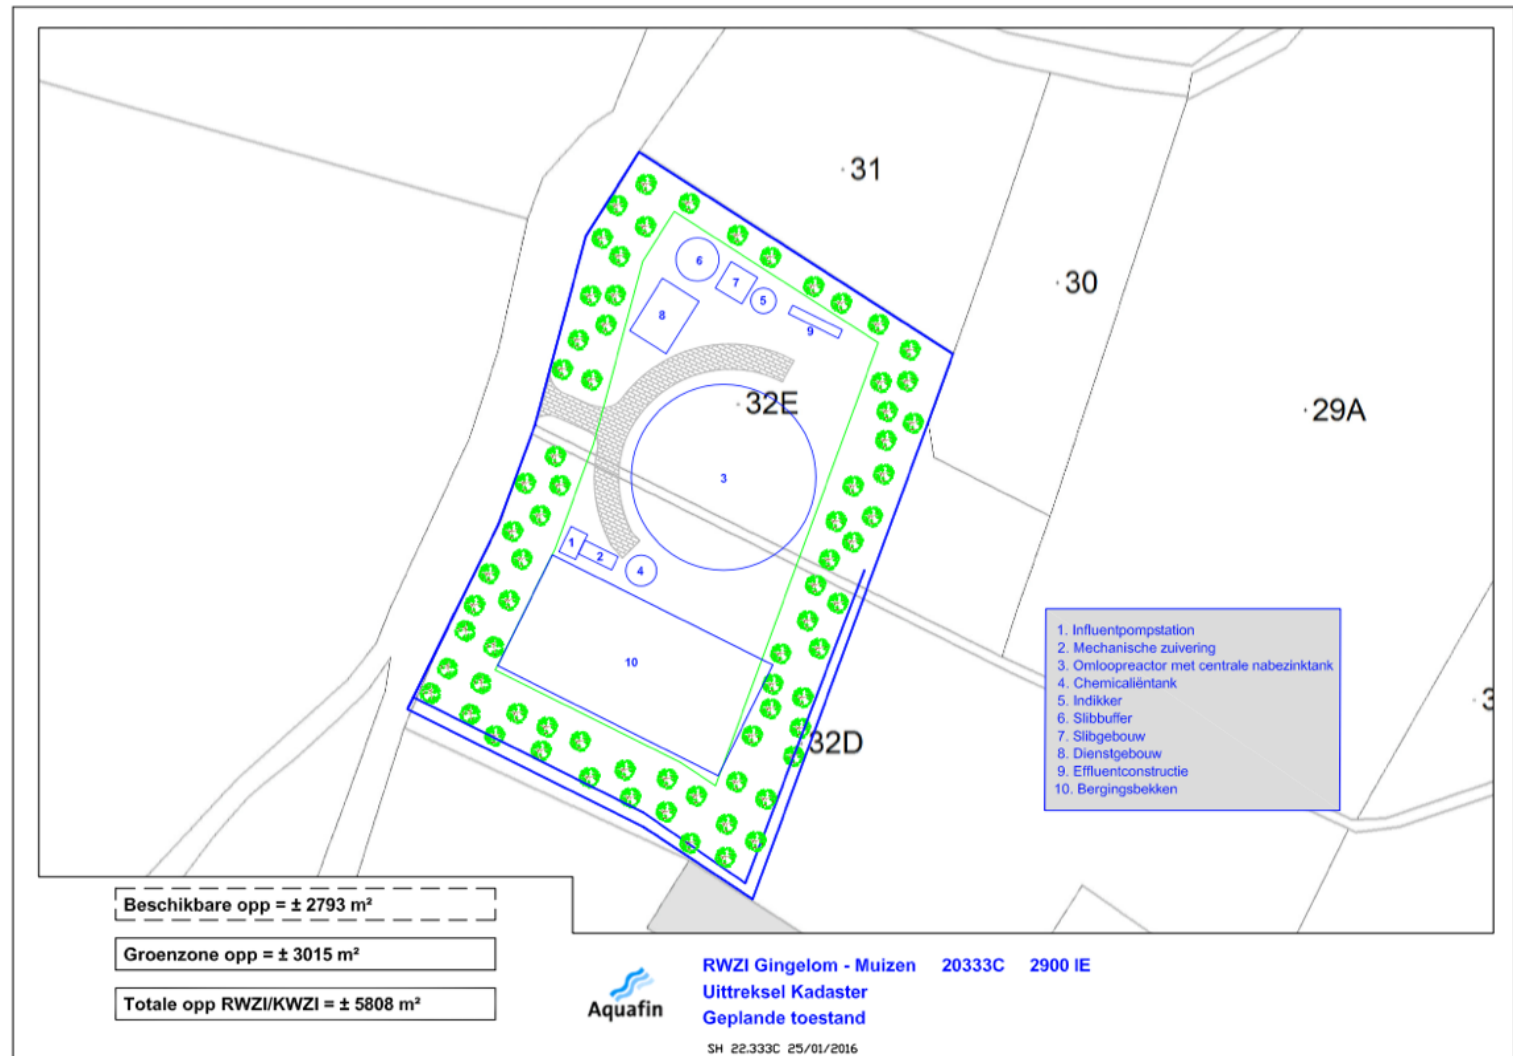 31
30
29A
32E
32D
3
6
7
5
8
9
3
1
2
4
10
1. Influentpompstation
2. Mechanische zuivering
3. Omloopreactor met centrale nabezinktank
4. Chemicaliëntank
5. Indikker
6. Slibbuffer
7. Slibgebouw
8. Dienstgebouw
9. Effluentconstructie
10. Bergingsbekken
Beschikbare opp = ± 2793 m²
Groenzone opp = ± 3015 m²
Totale opp RWZI/KWZI = ± 5808 m²
Aquafin
RWZI Gingelom - Muizen 20333C 2900 IE
Uittreksel Kadaster
Geplande toestand
SH 22.333C 25/01/2016